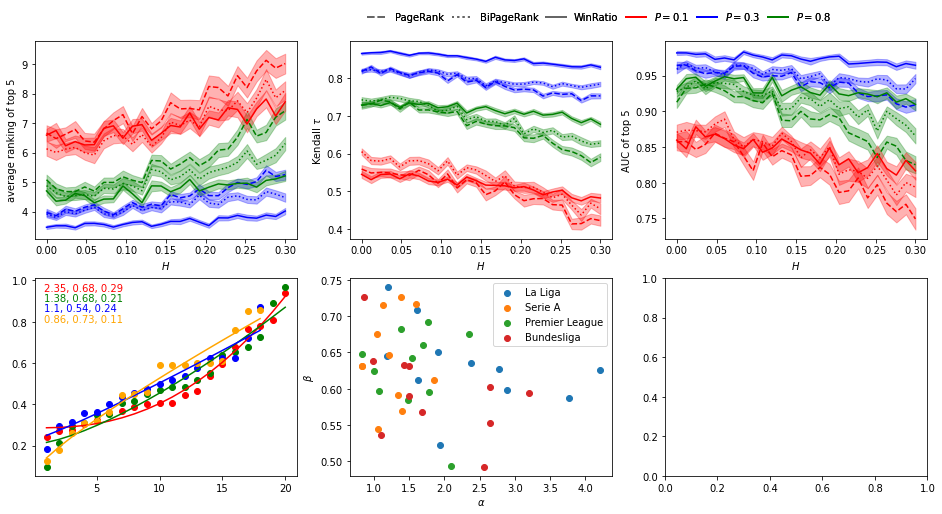 PageRank BiPageRank WinRatio P = 0.1 P = 0.3 P = 0.8
average ranking of top 5
9
8
7
6
5
4
0.00 0.05 0.10 0.15 0.20 0.25 0.30
H
Kendall τ
0.8
0.7
0.6
0.5
0.4
0.00 0.05 0.10 0.15 0.20 0.25 0.30
H
AUC of top 5
0.95
0.90
0.85
0.80
0.75
0.00 0.05 0.10 0.15 0.20 0.25 0.30
H
2.35, 0.68, 0.29
1.38, 0.68, 0.21
1.1, 0.54, 0.24
0.86, 0.73, 0.11
1.0
0.8
0.6
0.4
0.2
5 10 15 20
La Liga
Serie A
Premier League
Bundesliga
β
0.75
0.70
0.65
0.60
0.55
0.50
1.0 1.5 2.0 2.5 3.0 3.5 4.0
α
1.0
0.8
0.6
0.4
0.2
0.0
0.0 0.2 0.4 0.6 0.8 1.0